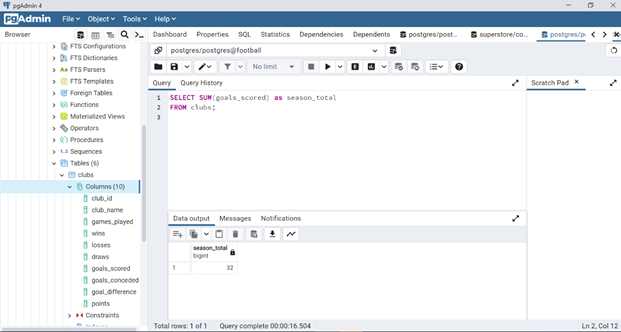 pgAdmin 4
pgAdmin File Object Tools Help
Browser
Dashboard Properties SQL Statistics Dependencies Dependents postgres/post... superstore/co... postgres/p
FTS Configurations
FTS Dictionaries
FTS Parsers
FTS Templates
Foreign Tables
Functions
Materialized Views
Operators
Procedures
1..3 Sequences
Tables (6)
clubs
Columns (10)
club_id
club_name
games_played
wins
losses
draws
goals_scored
goals_conceded
goal_difference
points
Constraints
postgres/postgres@football
No limit
Query Query History
Scratch Pad
1 SELECT SUM(goals_scored) as season_total
2 FROM clubs;
3
Data output Messages Notifications
season_total
bigint
1 32
Total rows: 1 of 1 Query complete 00:00:16.504 Ln 2, Col 12